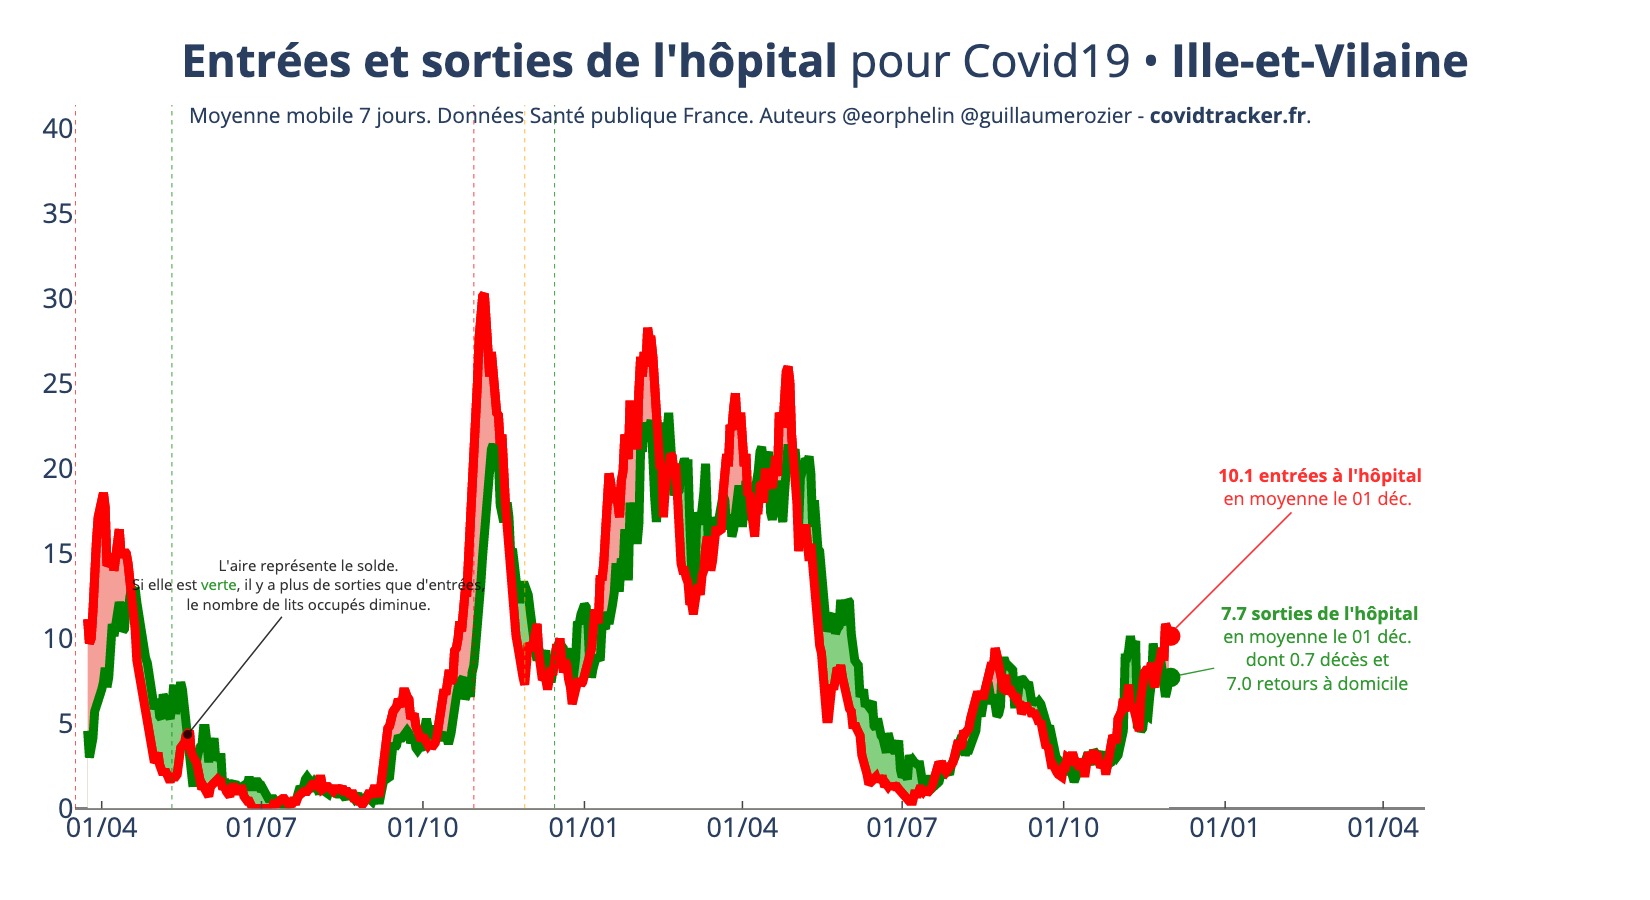 Entrées et sorties de l'hôpital pour Covid19 • Ille-et-Vilaine
Moyenne mobile 7 jours. Données Santé publique France. Auteurs @eorphelin @guillaumerozier - covidtracker.fr.
40
35
30
25
20
15
10
5
0
L'aire représente le solde.
Si elle est verte, il y a plus de sorties que d'entrées,
le nombre de lits occupés diminue.
10.1 entrées à l'hôpital
en moyenne le 01 déc.
7.7 sorties de l'hôpital
en moyenne le 01 déc.
dont 0.7 décès et
7.0 retours à domicile
01/04 01/07 01/10 01/01 01/04 01/07 01/10 01/01 01/04